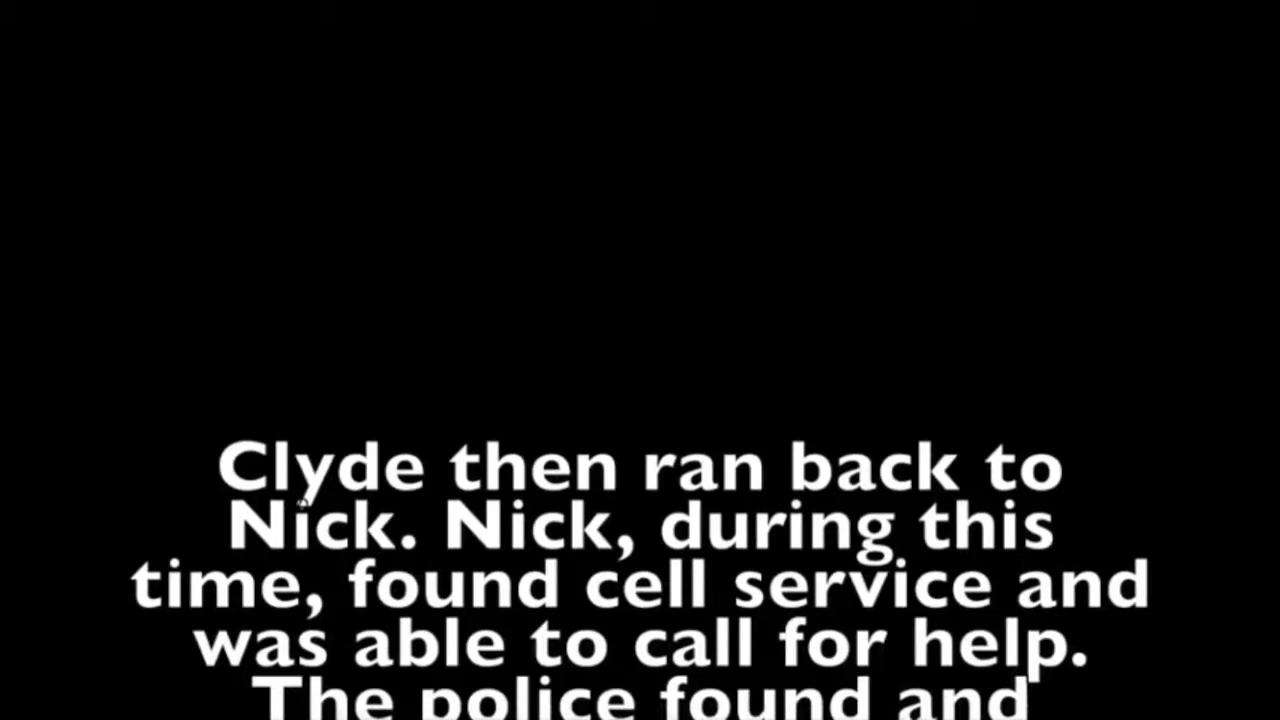 Clyde then ran back to
Nick. Nick, during this
time, found cell service and
was able to call for help.
The police found and